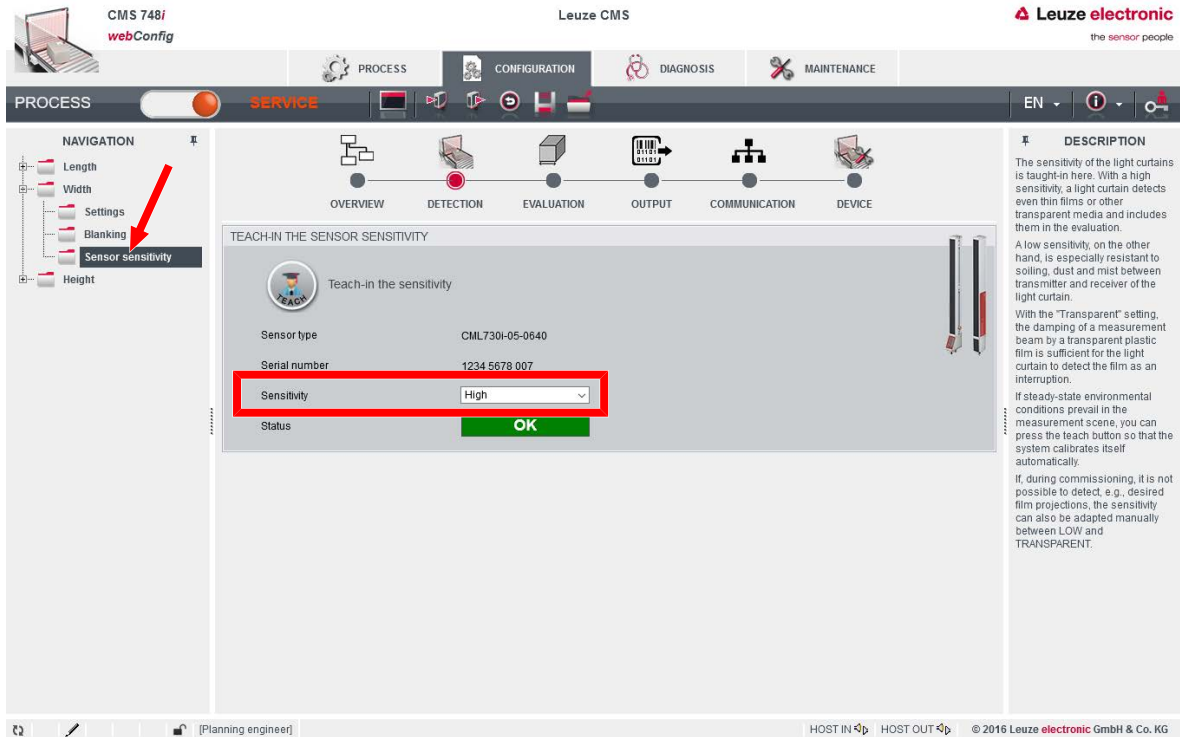 CMS 748i
webConfig
Leuze CMS
Leuze electronic
the sensor people
PROCESS
CONFIGURATION
DIAGNOSIS
MAINTENANCE
PROCESS
SERVICE
EN
NAVIGATION
Length
Width
Settings
Blanking
Sensor sensitivity
Height
OVERVIEW
DETECTION
EVALUATION
OUTPUT
COMMUNICATION
DEVICE
TEACH-IN THE SENSOR SENSITIVITY
TEACH
Teach-in the sensitivity
Sensor type
CML730i-05-0640
Serial number
1234 5678 007
Sensitivity
High
Status
OK
DESCRIPTION
The sensitivity of the light curtains
is taught-in here. With a high
sensitivity, a light curtain detects
even thin films or other
transparent media and includes
them in the evaluation.
A low sensitivity, on the other
hand, is especially resistant to
soiling, dust and mist between
transmitter and receiver of the
light curtain.
With the "Transparent" setting,
the damping of a measurement
beam by a transparent plastic
film is sufficient for the light
curtain to detect the film as an
interruption.
If steady-state environmental
conditions prevail in the
measurement scene, you can
press the teach button so that the
system calibrates itself
automatically.
If, during commissioning, it is not
possible to detect, e.g., desired
film projections, the sensitivity
can also be adapted manually
between LOW and
TRANSPARENT.
[Planning engineer]
HOST IN
HOST OUT
© 2016 Leuze electronic GmbH & Co. KG